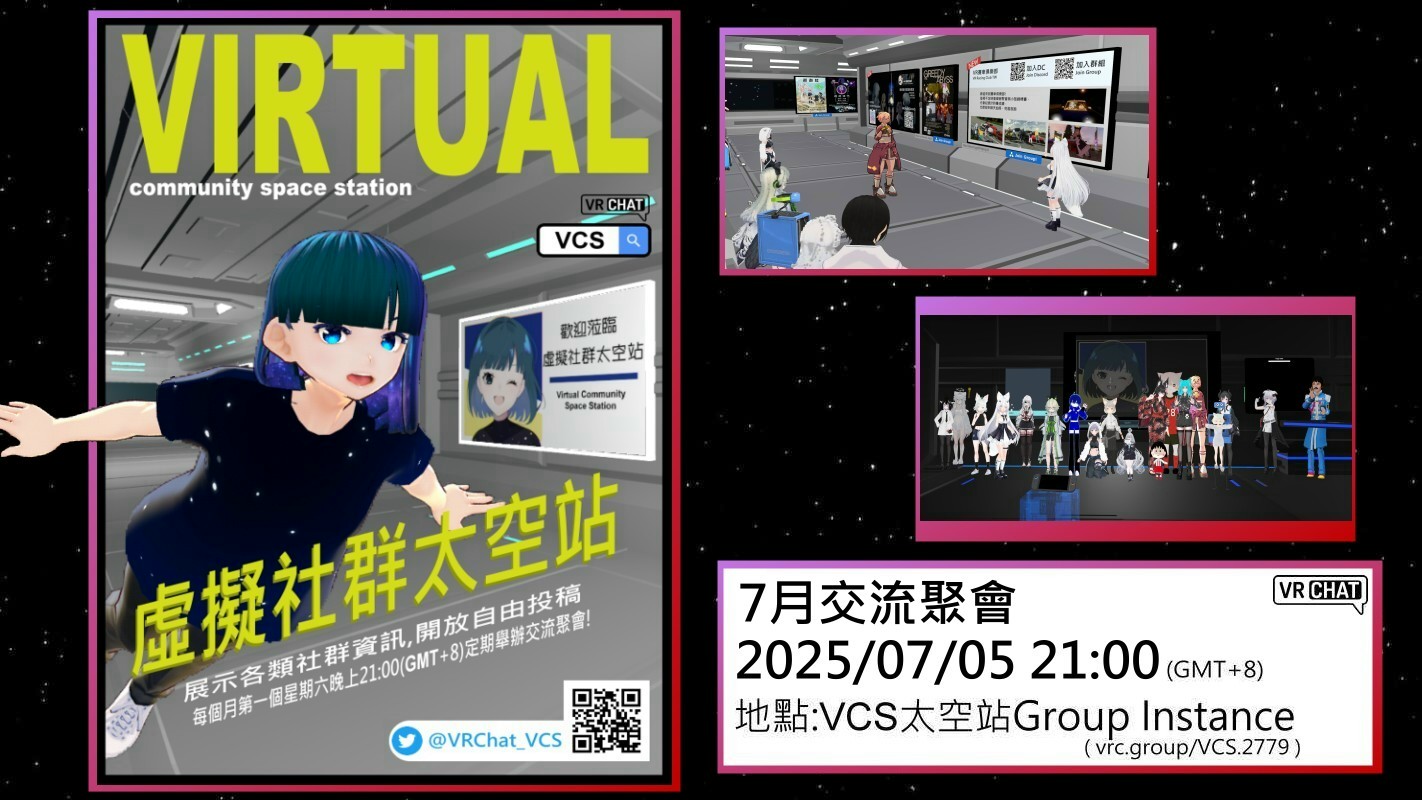 VIRTUAL
community space station
VRCHAT
VCS
歡迎蒞臨
虛擬社群太空站
Virtual Community
Space Station
虛擬社群太空站
展示各類社群資訊,開放自由投稿
每個月第一個星期六晚上21:00(GMT+8)定期舉辦交流聚會!
@VRChat_VCS
加入DC
Join Discord
加入群組
Join Group
GREEDY
Join Group
7月交流聚會
VRCHAT
2025/07/05 21:00 (GMT+8)
地點:VCS太空站Group Instance
( vrc.group/VCS.2779 )